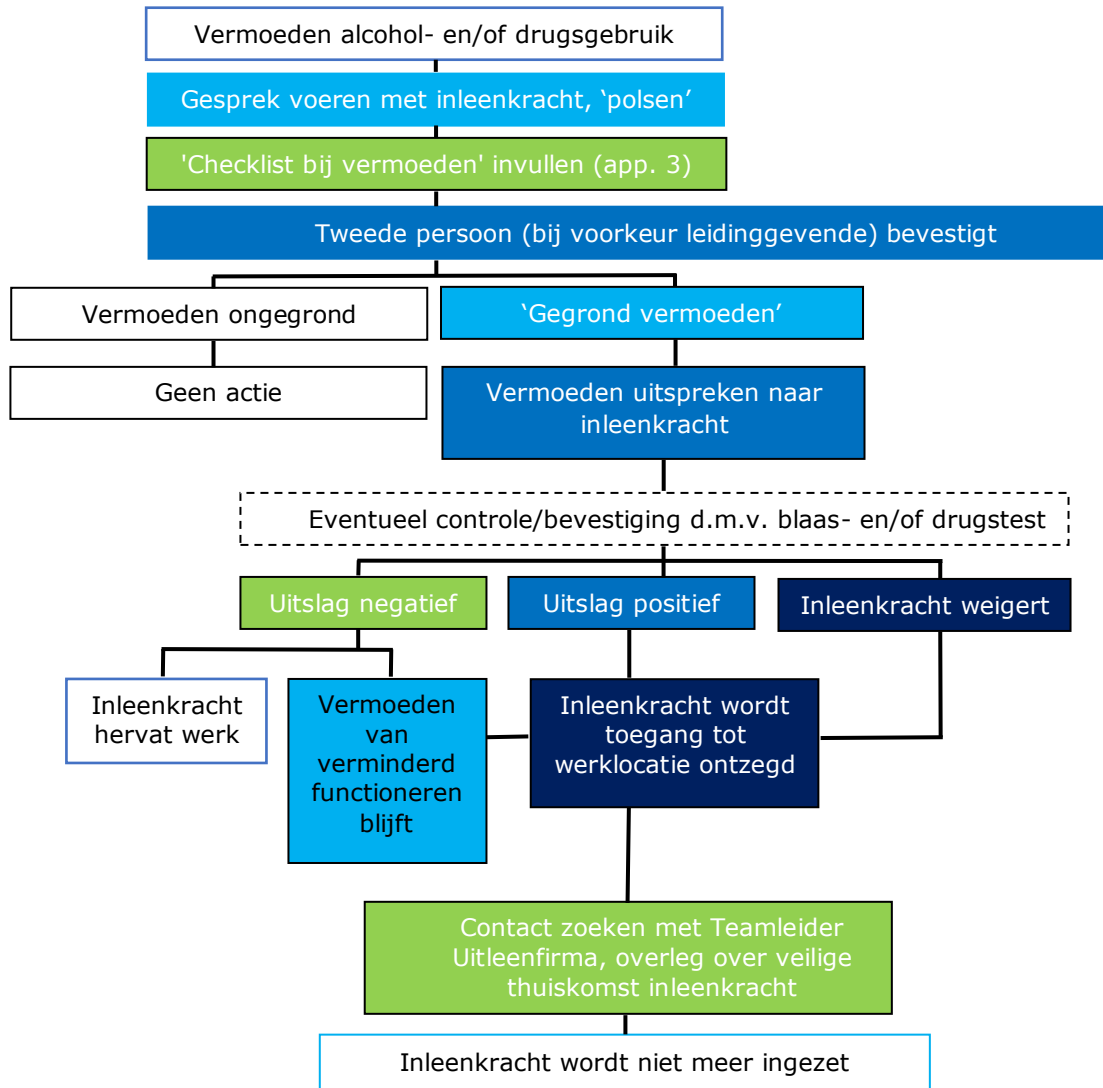 Vermoeden alcohol- en/of drugsgebruik
Gesprek voeren met inleenkracht, ‘polsen’
'Checklist bij vermoeden' invullen (app. 3)
Tweede persoon (bij voorkeur leidinggevende) bevestigt
Vermoeden ongegrond
‘Gegrond vermoeden’
Geen actie
Vermoeden uitspreken naar
inleenkracht
Eventueel controle/bevestiging d.m.v. blaas- en/of drugstest
Uitslag negatief
Uitslag positief
Inleenkracht weigert
Inleenkracht
hervat werk
Vermoeden
van
verminderd
functioneren
blijft
Inleenkracht wordt
toegang tot
werklocatie ontzegd
Contact zoeken met Teamleider
Uitleenfirma, overleg over veilige
thuiskomst inleenkracht
Inleenkracht wordt niet meer ingezet